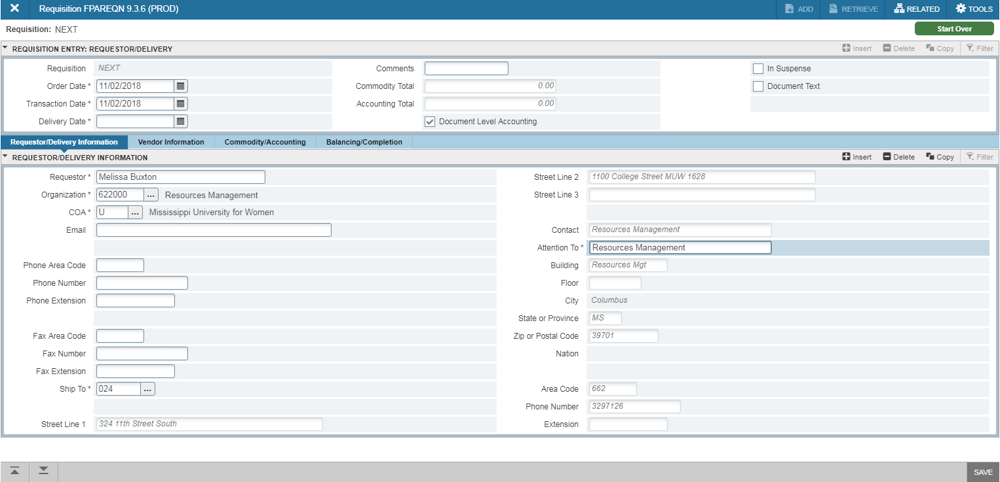 Requisition FPAREQN 9.3.6 (PROD) ADD RETRIEVE RELATED TOOLS
Requisition: NEXT Start Over
REQUISITION ENTRY: REQUESTOR/DELIVERY Insert Delete Copy Filter
Requisition NEXT Comments In Suspense
Order Date * 11/02/2018 Commodity Total 0.00 Document Text
Transaction Date * 11/02/2018 Accounting Total 0.00
Delivery Date * Document Level Accounting
Requestor/Delivery Information Vendor Information Commodity/Accounting Balancing/Completion
REQUESTOR/DELIVERY INFORMATION Insert Delete Copy Filter
Requestor * Melissa Buxton Street Line 2 1100 College Street MUW 1628
Organization * 622000 ... Resources Management Street Line 3
COA * U ... Mississippi University for Women
Email Contact Resources Management
Attention To * Resources Management
Phone Area Code Building Resources Mgt
Phone Number Floor
Phone Extension City Columbus
State or Province MS
Fax Area Code Zip or Postal Code 39701
Fax Number Nation
Fax Extension
Ship To * 024 ... Area Code 662
Phone Number 3297126
Street Line 1 324 11th Street South Extension
SAVE